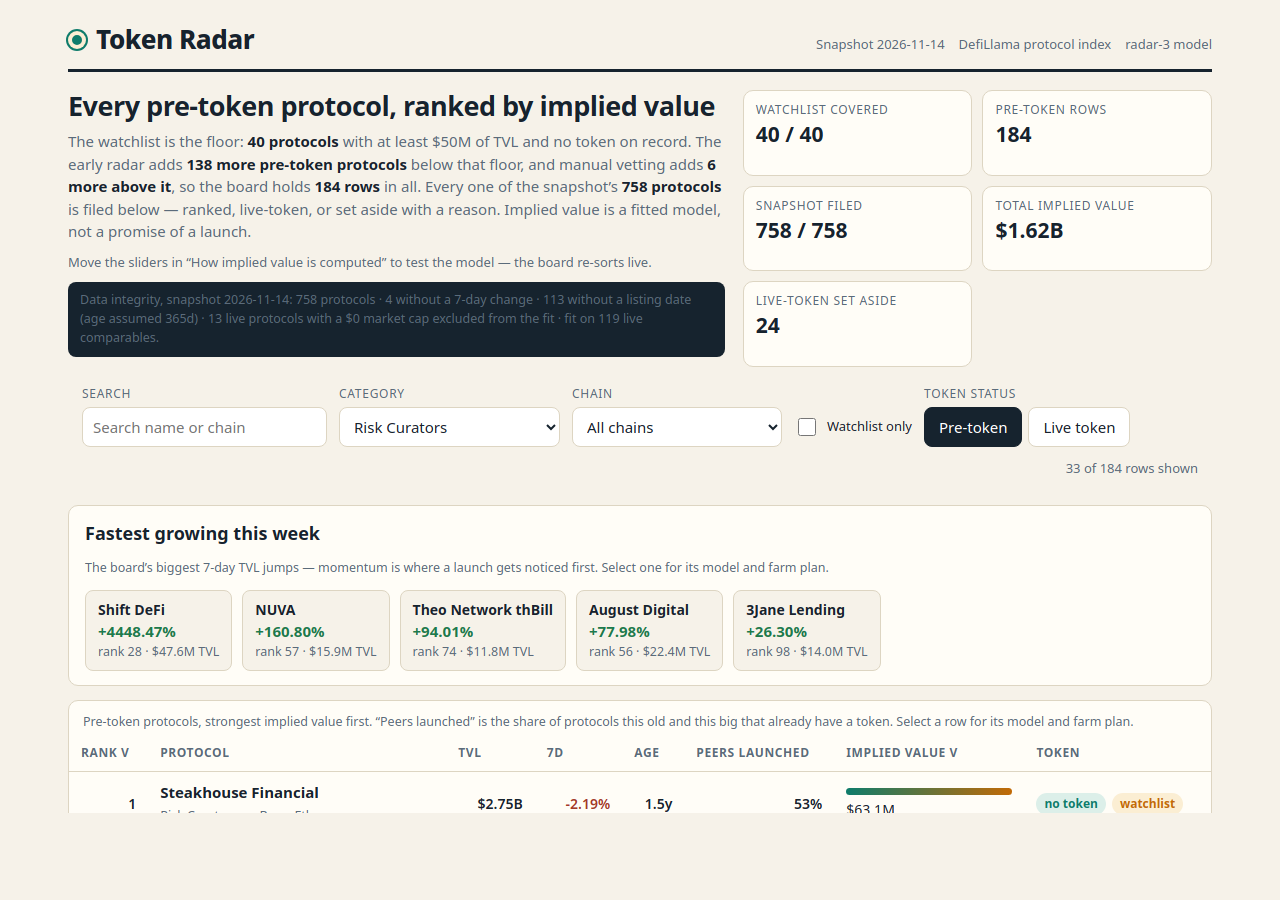 Token Radar
Snapshot 2026-11-14 DefiLlama protocol index radar-3 model
Every pre-token protocol, ranked by implied value
The watchlist is the floor: 40 protocols with at least $50M of TVL and no token on record. The
early radar adds 138 more pre-token protocols below that floor, and manual vetting adds 6
more above it, so the board holds 184 rows in all. Every one of the snapshot's 758 protocols
is filed below — ranked, live-token, or set aside with a reason. Implied value is a fitted model,
not a promise of a launch.
Move the sliders in “How implied value is computed” to test the model — the board re-sorts live.
Data integrity, snapshot 2026-11-14: 758 protocols · 4 without a 7-day change · 113 without a listing date
(age assumed 365d) · 13 live protocols with a $0 market cap excluded from the fit · fit on 119 live
comparables.
WATCHLIST COVERED
40 / 40
PRE-TOKEN ROWS
184
SNAPSHOT FILED
758 / 758
TOTAL IMPLIED VALUE
$1.62B
LIVE-TOKEN SET ASIDE
24
SEARCH CATEGORY CHAIN TOKEN STATUS
Search name or chain Risk Curators All chains Watchlist only Pre-token Live token
33 of 184 rows shown
Fastest growing this week
The board’s biggest 7-day TVL jumps — momentum is where a launch gets noticed first. Select one for its model and farm plan.
Shift DeFi
+4448.47%
rank 28 · $47.6M TVL
NUVA
+160.80%
rank 57 · $15.9M TVL
Theo Network thBill
+94.01%
rank 74 · $11.8M TVL
August Digital
+77.98%
rank 56 · $22.4M TVL
3Jane Lending
+26.30%
rank 98 · $14.0M TVL
Pre-token protocols, strongest implied value first. “Peers launched” is the share of protocols this old and this big that already have a token. Select a row for its model and farm plan.
RANK V PROTOCOL TVL 7D AGE PEERS LAUNCHED IMPLIED VALUE V TOKEN
1 Steakhouse Financial $2.75B -2.19% 1.5y 53% $63.1M no token watchlist